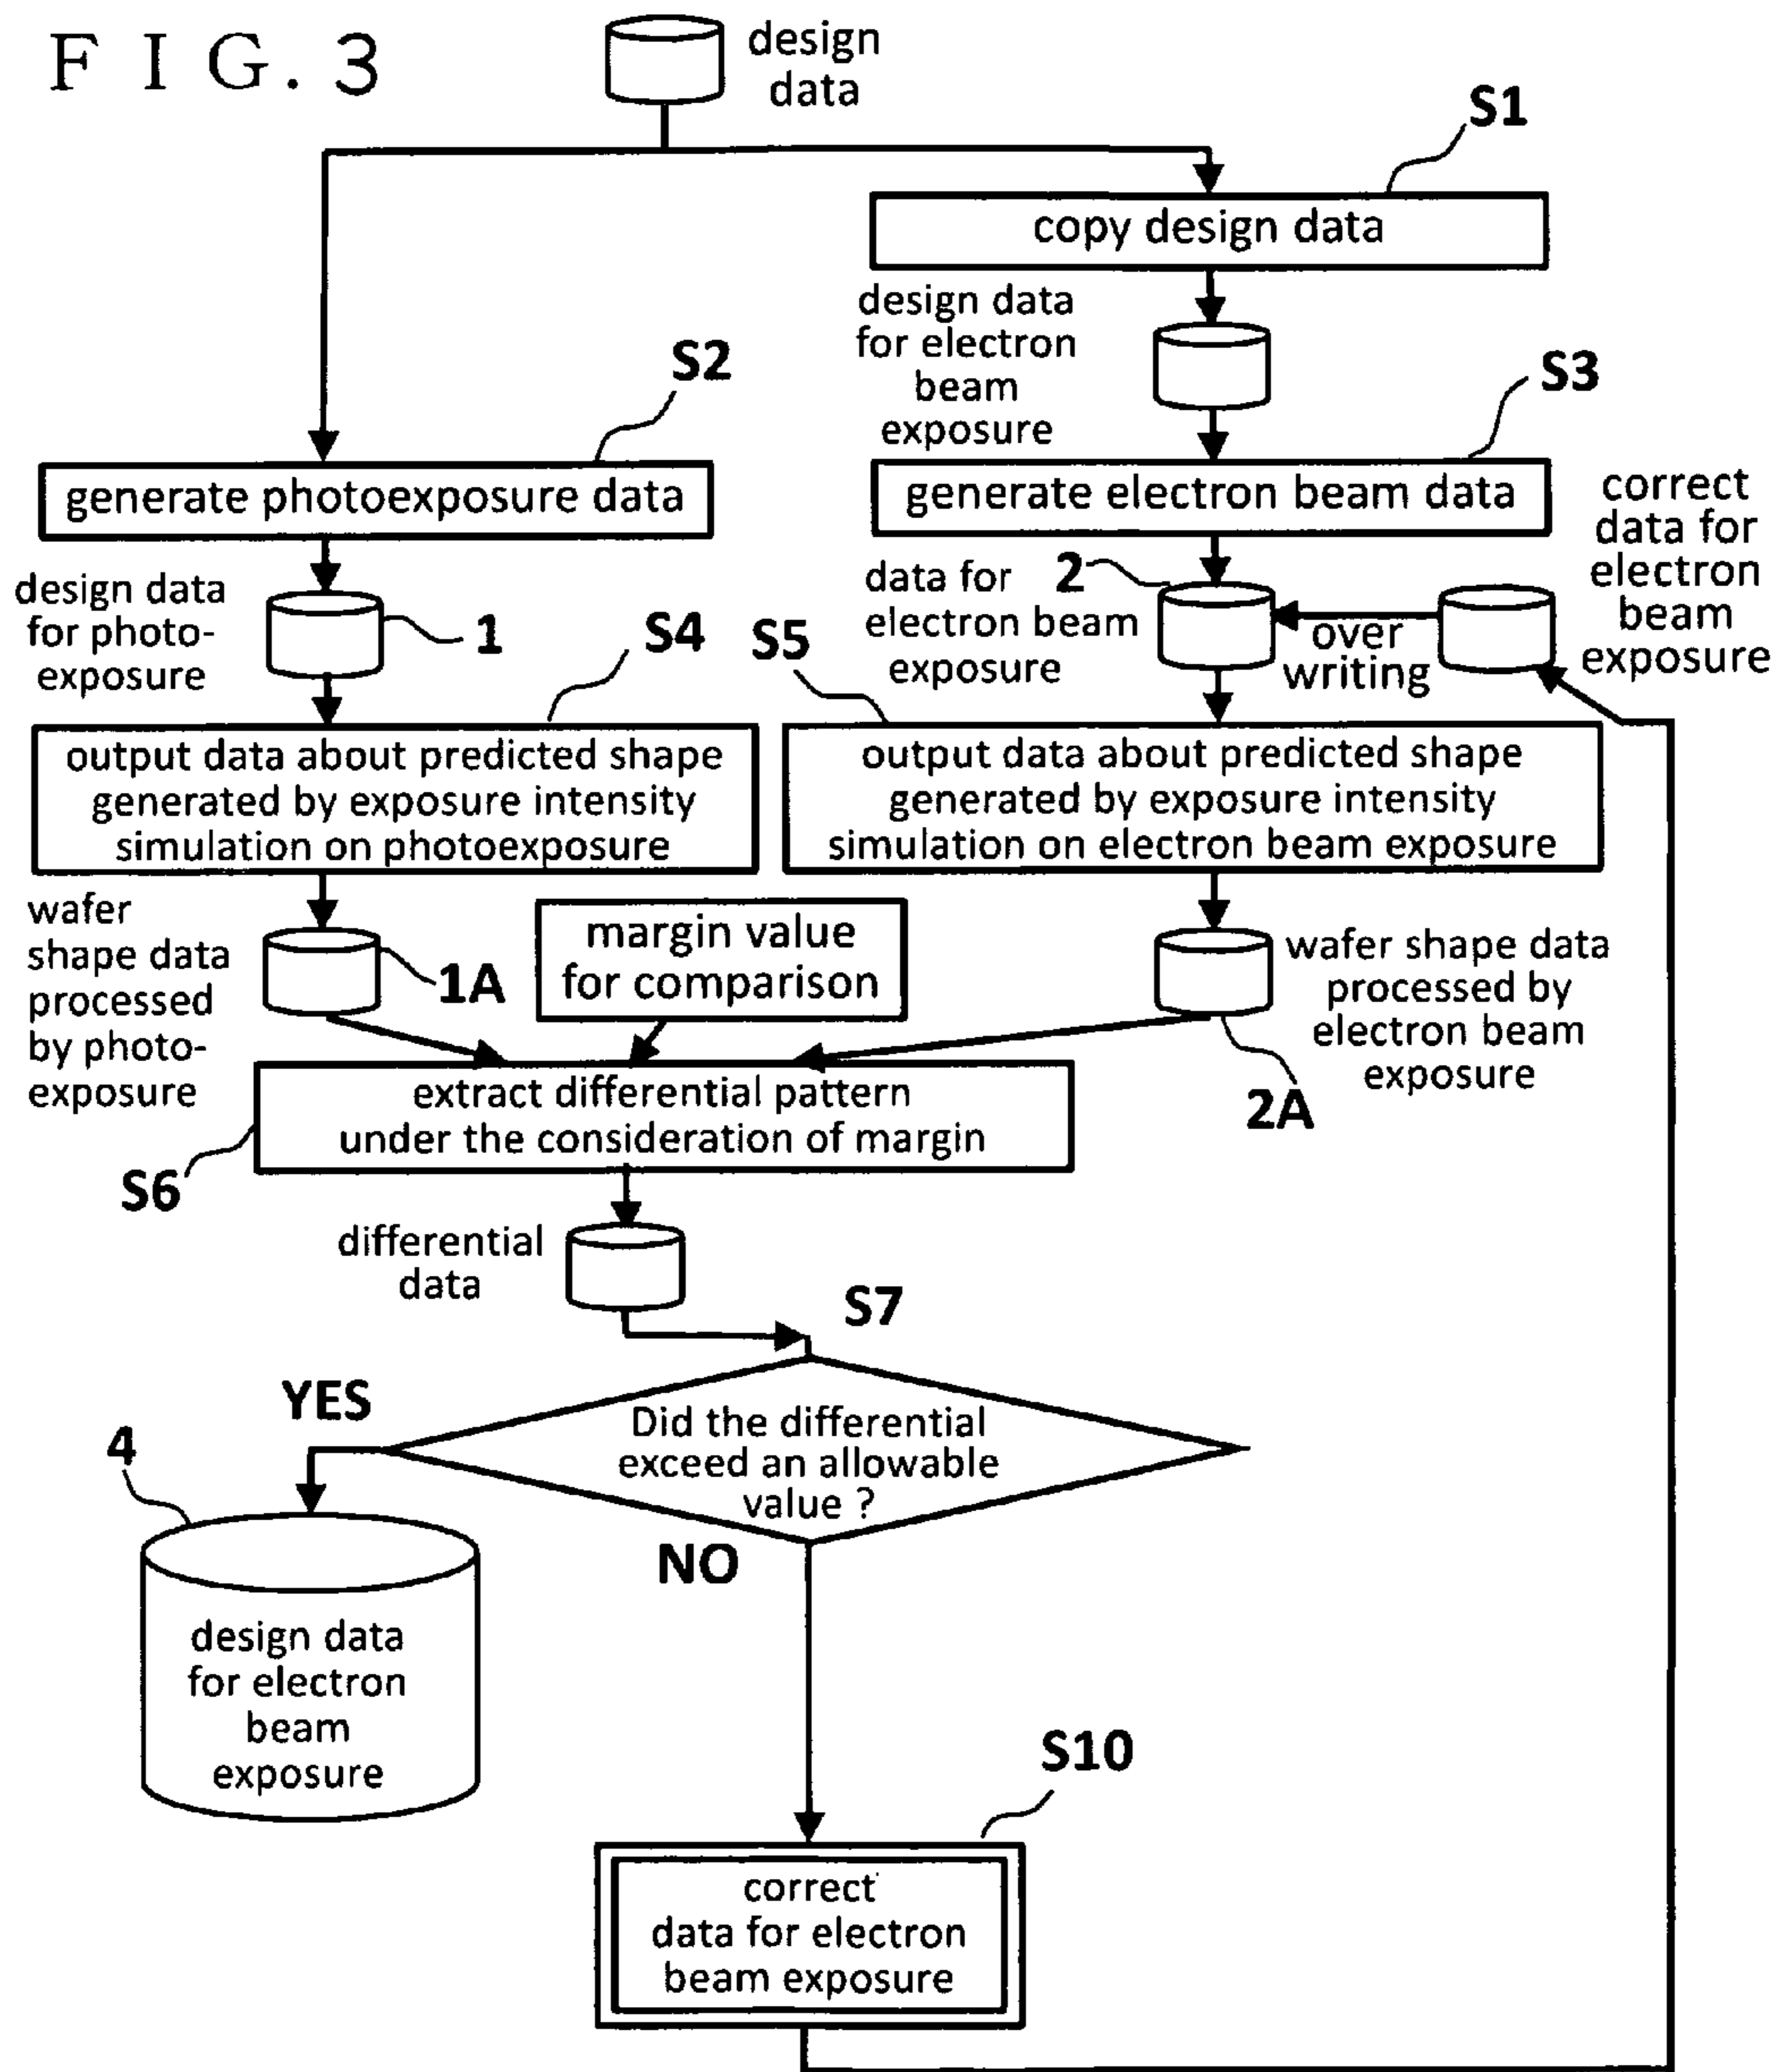 FIG. 3
design
data
S1
copy design data
design data
for electron
beam
exposure
S2
S3
generate photoexposure data
generate electron beam data
correct
data for
electron
beam
exposure
design data
for photo-
exposure
1
data for
electron beam
exposure
2
over
writing
S4
S5
output data about predicted shape
generated by exposure intensity
simulation on photoexposure
output data about predicted shape
generated by exposure intensity
simulation on electron beam exposure
wafer
shape data
processed
by photo-
exposure
1A
margin value
for comparison
wafer shape data
processed by
electron beam
exposure
2A
extract differential pattern
under the consideration of margin
S6
differential
data
S7
YES
Did the differential
exceed an allowable
value ?
4
NO
design data
for electron
beam
exposure
S10
correct
data for electron
beam exposure